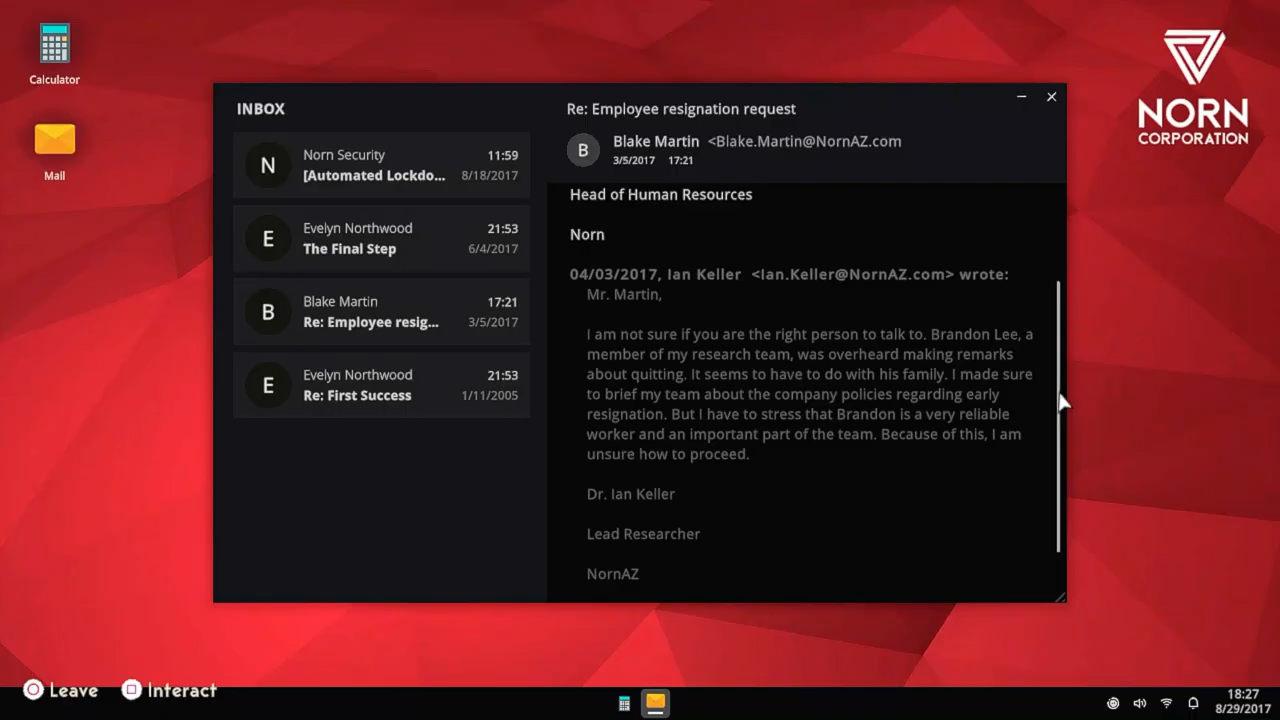 Calculator
Mail
NORN
CORPORATION
INBOX
N
Norn Security 11:59
[Automated Lockdo... 8/18/2017
E
Evelyn Northwood 21:53
The Final Step 6/4/2017
B
Blake Martin 17:21
Re: Employee resig... 3/5/2017
E
Evelyn Northwood 21:53
Re: First Success 1/11/2005
Re: Employee resignation request
B
Blake Martin <Blake.Martin@NornAZ.com
3/5/2017 17:21
Head of Human Resources
Norn
04/03/2017, Ian Keller <Ian.Keller@NornAZ.com> wrote:
Mr. Martin,
I am not sure if you are the right person to talk to. Brandon Lee, a
member of my research team, was overheard making remarks
about quitting. It seems to have to do with his family. I made sure
to brief my team about the company policies regarding early
resignation. But I have to stress that Brandon is a very reliable
worker and an important part of the team. Because of this, I am
unsure how to proceed.
Dr. Ian Keller
Lead Researcher
NornAZ
Leave Interact
18:27
8/29/2017